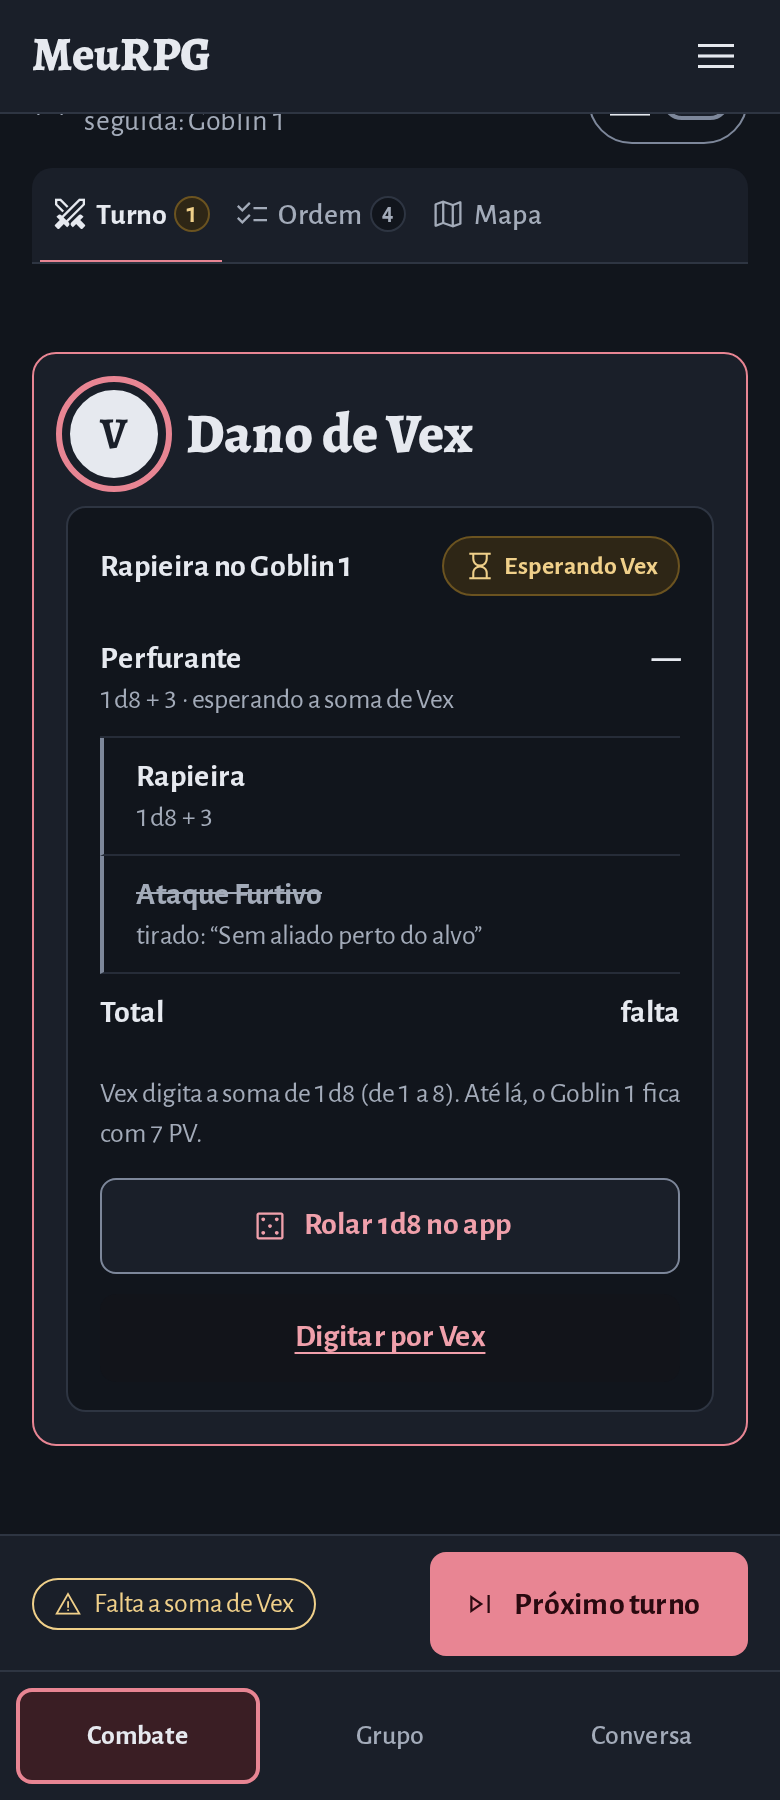 MeuRPG
seguida: Goblin 1
Turno 1 Ordem 4 Mapa
V Dano de Vex
Rapieira no Goblin 1 Esperando Vex
Perfurante —
1d8 + 3 · esperando a soma de Vex
Rapieira
1d8 + 3
Ataque Furtivo
tirado: “Sem aliado perto do alvo”
Total falta
Vex digita a soma de 1d8 (de 1 a 8). Até lá, o Goblin 1 fica
com 7 PV.
Rolar 1d8 no app
Digitar por Vex
Falta a soma de Vex Próximo turno
Combate Grupo Conversa